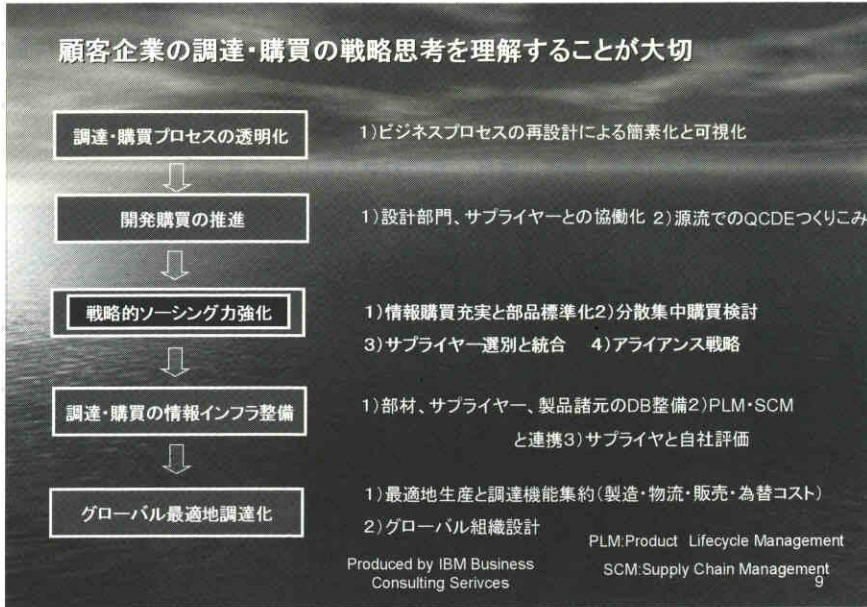 顧客企業の調達・購買の戦略思考を理解することが大切
調達・購買プロセスの透明化
1)ビジネスプロセスの再設計による簡素化と可視化
開発購買の推進
1)設計部門、サプライヤーとの協働化 2)源流でのQCDEつくりこみ
戦略的ソーシング力強化
1)情報購買充実と部品標準化2)分散集中購買検討
3)サプライヤー選別と統合 4)アライアンス戦略
調達・購買の情報インフラ整備
1)部材、サプライヤー、製品諸元のDB整備2)PLM・SCM
と連携3)サプライヤと自社評価
グローバル最適地調達化
1)最適地生産と調達機能集約(製造・物流・販売・為替コスト)
2)グローバル組織設計
PLM:Product Lifecycle Management
Produced by IBM Business
Consulting Serivces
SCM:Supply Chain Management
9